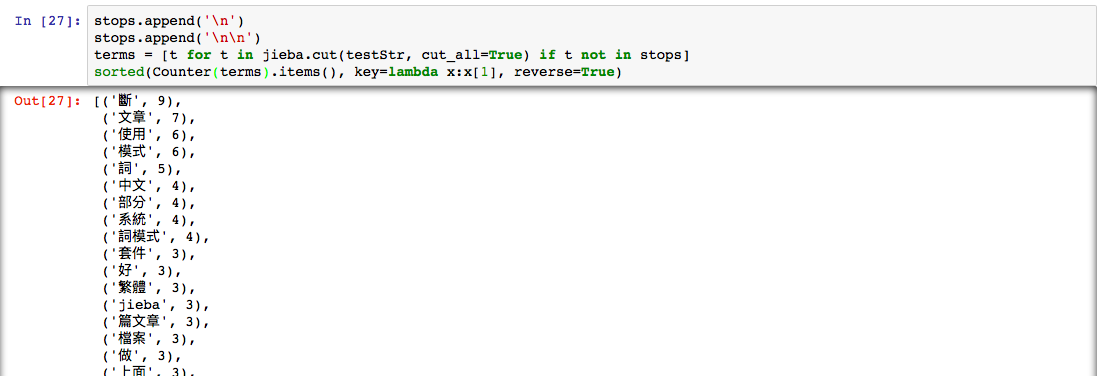 In [27]: stops.append('\n')
stops.append('\n\n')
terms = [t for t in jieba.cut(testStr, cut_all=True) if t not in stops]
sorted(Counter(terms).items(), key=lambda x:x[1], reverse=True)
Out[27]: [('斷', 9),
('文章', 7),
('使用', 6),
('模式', 6),
('詞', 5),
('中文', 4),
('部分', 4),
('系統', 4),
('詞模式', 4),
('套件', 3),
('好', 3),
('繁體', 3),
('jieba', 3),
('篇文章', 3),
('檔案', 3),
('做', 3),
('上面', 3),